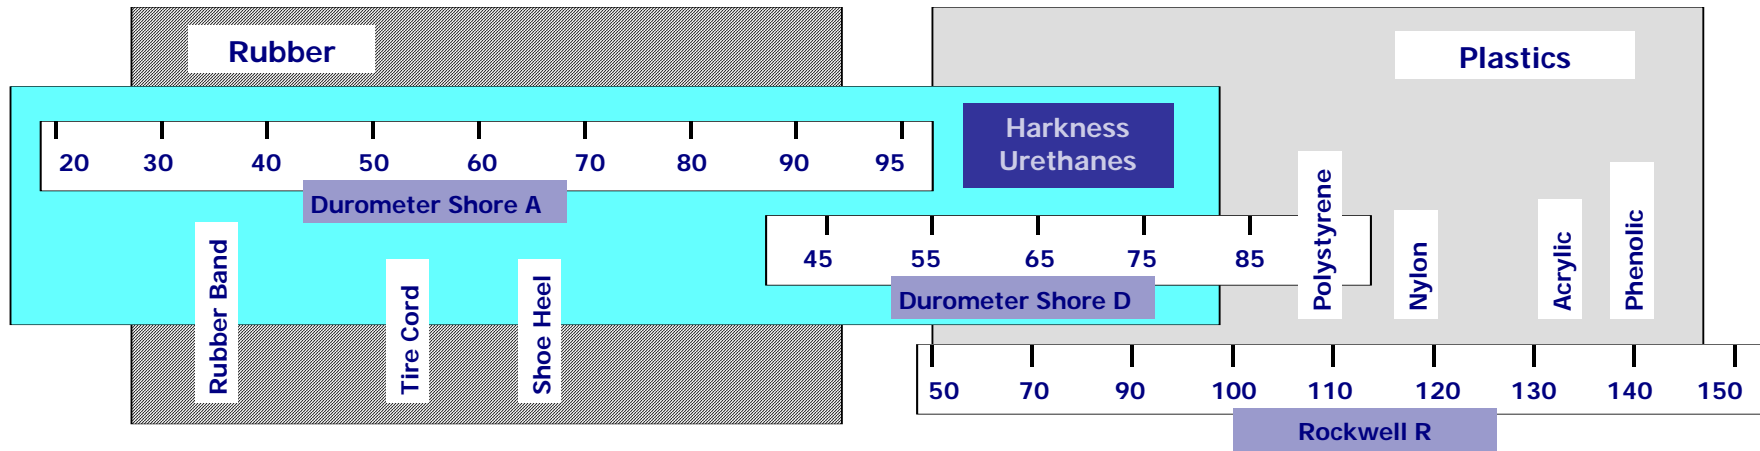 Rubber
Plastics
Harkness
Urethanes
20 30 40 50 60 70 80 90 95
Durometer Shore A
45 55 65 75 85
Durometer Shore D
Rubber Band
Tire Cord
Shoe Heel
Polystyrene
Nylon
Acrylic
Phenolic
50 70 90 100 110 120 130 140 150
Rockwell R